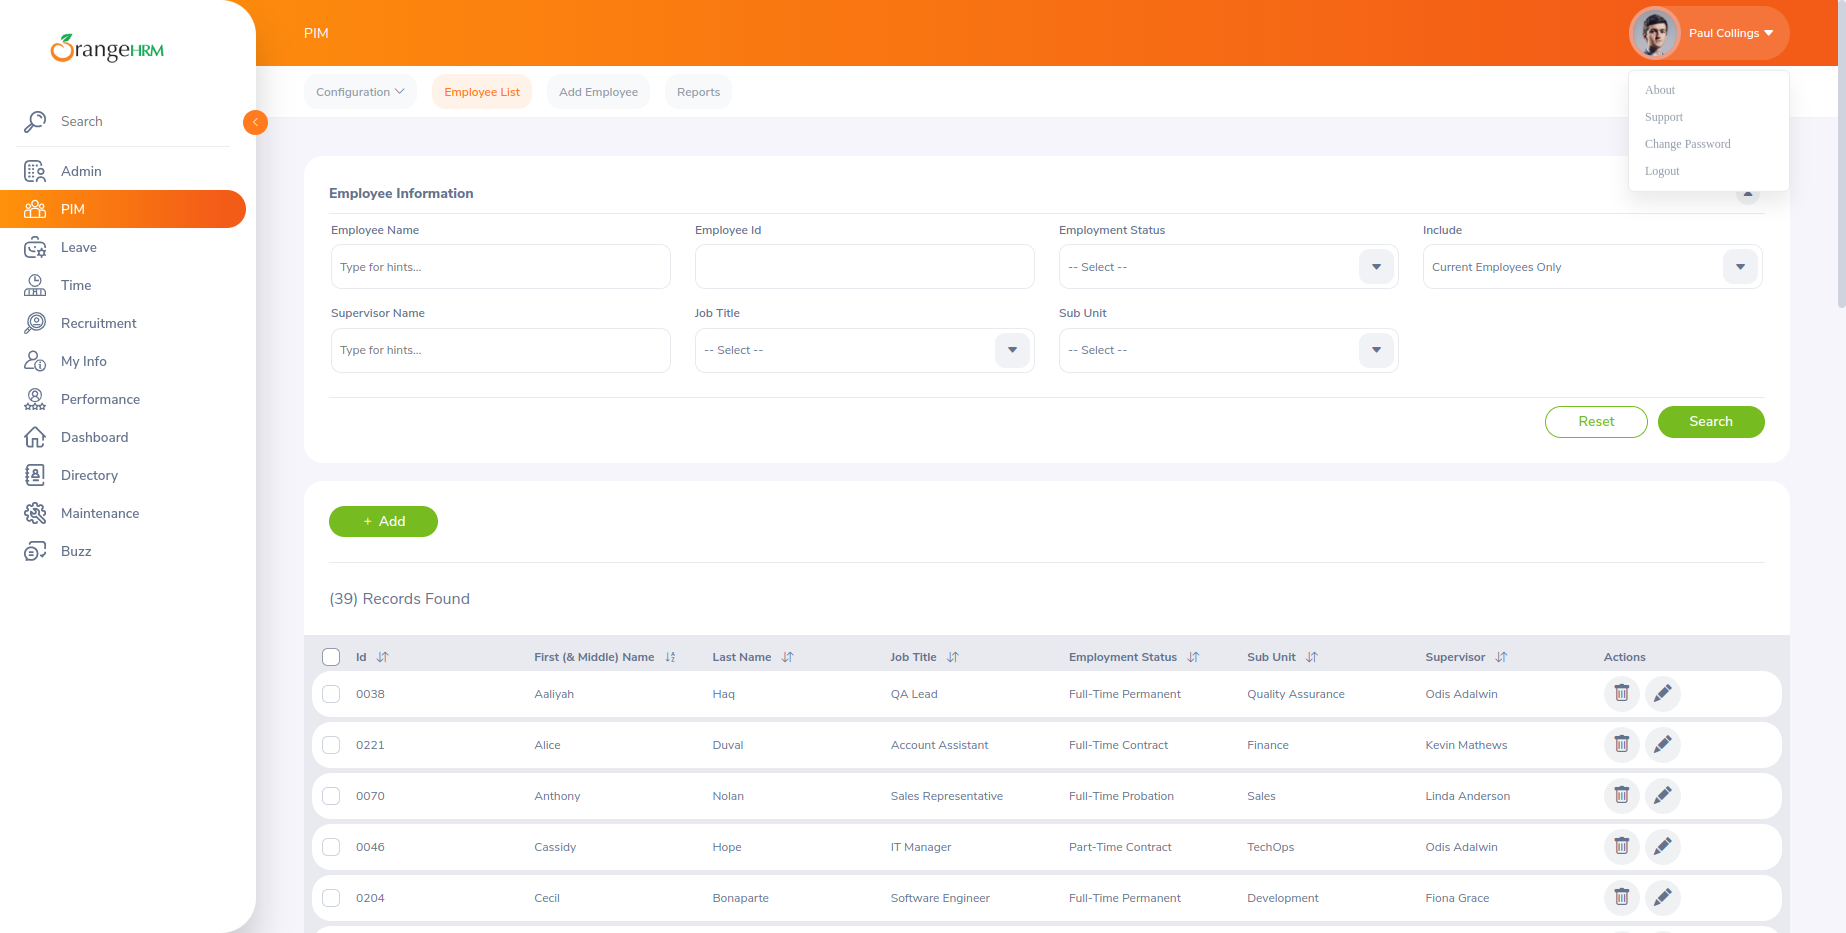 OrangeHRM
PIM
Paul Collings
Search
Configuration
Employee List
Add Employee
Reports
About
Support
Change Password
Logout
Admin
PIM
Leave
Time
Recruitment
My Info
Performance
Dashboard
Directory
Maintenance
Buzz
Employee Information
Employee Name
Employee Id
Employment Status
Include
Type for hints...
-- Select --
Current Employees Only
Supervisor Name
Job Title
Sub Unit
Type for hints...
-- Select --
-- Select --
Reset
Search
+ Add
(39) Records Found
Id First (& Middle) Name Last Name Job Title Employment Status Sub Unit Supervisor Actions
0038 Aaliyah Haq QA Lead Full-Time Permanent Quality Assurance Odis Adalwin
0221 Alice Duval Account Assistant Full-Time Contract Finance Kevin Mathews
0070 Anthony Nolan Sales Representative Full-Time Probation Sales Linda Anderson
0046 Cassidy Hope IT Manager Part-Time Contract TechOps Odis Adalwin
0204 Cecil Bonaparte Software Engineer Full-Time Permanent Development Fiona Grace